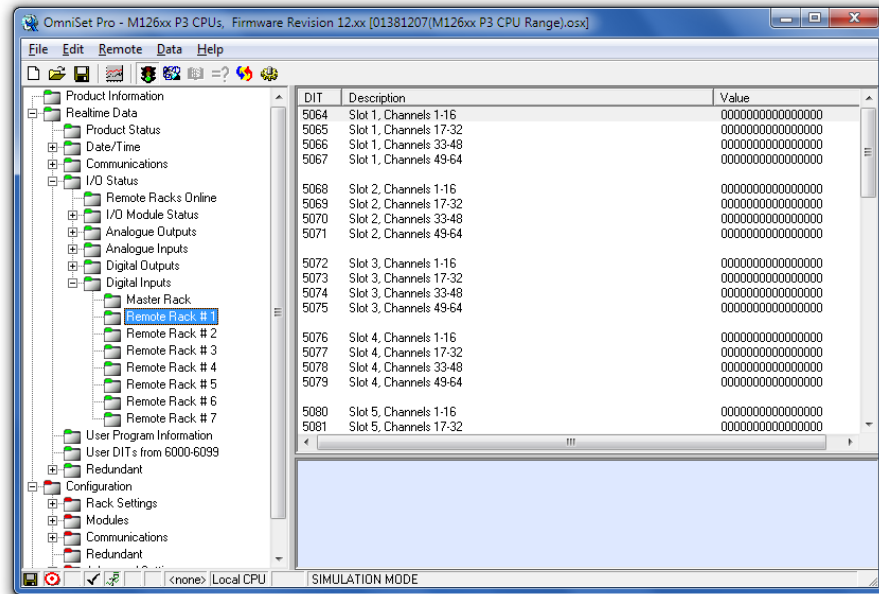 OmniSet Pro - M126xx P3 CPUs, Firmware Revision 12.xx [01381207(M126xx P3 CPU Range).osx]
File Edit Remote Data Help
Product Information
Realtime Data
Product Status
Date/Time
Communications
I/O Status
Remote Racks Online
I/O Module Status
Analogue Outputs
Analogue Inputs
Digital Outputs
Digital Inputs
Master Rack
Remote Rack # 1
Remote Rack # 2
Remote Rack # 3
Remote Rack # 4
Remote Rack # 5
Remote Rack # 6
Remote Rack # 7
User Program Information
User DITs from 6000-6099
Redundant
Configuration
Rack Settings
Modules
Communications
Redundant
DIT Description Value
5064 Slot 1, Channels 1-16 0000000000000000
5065 Slot 1, Channels 17-32 0000000000000000
5066 Slot 1, Channels 33-48 0000000000000000
5067 Slot 1, Channels 49-64 0000000000000000
5068 Slot 2, Channels 1-16 0000000000000000
5069 Slot 2, Channels 17-32 0000000000000000
5070 Slot 2, Channels 33-48 0000000000000000
5071 Slot 2, Channels 49-64 0000000000000000
5072 Slot 3, Channels 1-16 0000000000000000
5073 Slot 3, Channels 17-32 0000000000000000
5074 Slot 3, Channels 33-48 0000000000000000
5075 Slot 3, Channels 49-64 0000000000000000
5076 Slot 4, Channels 1-16 0000000000000000
5077 Slot 4, Channels 17-32 0000000000000000
5078 Slot 4, Channels 33-48 0000000000000000
5079 Slot 4, Channels 49-64 0000000000000000
5080 Slot 5, Channels 1-16 0000000000000000
5081 Slot 5, Channels 17-32 0000000000000000
<none> Local CPU SIMULATION MODE